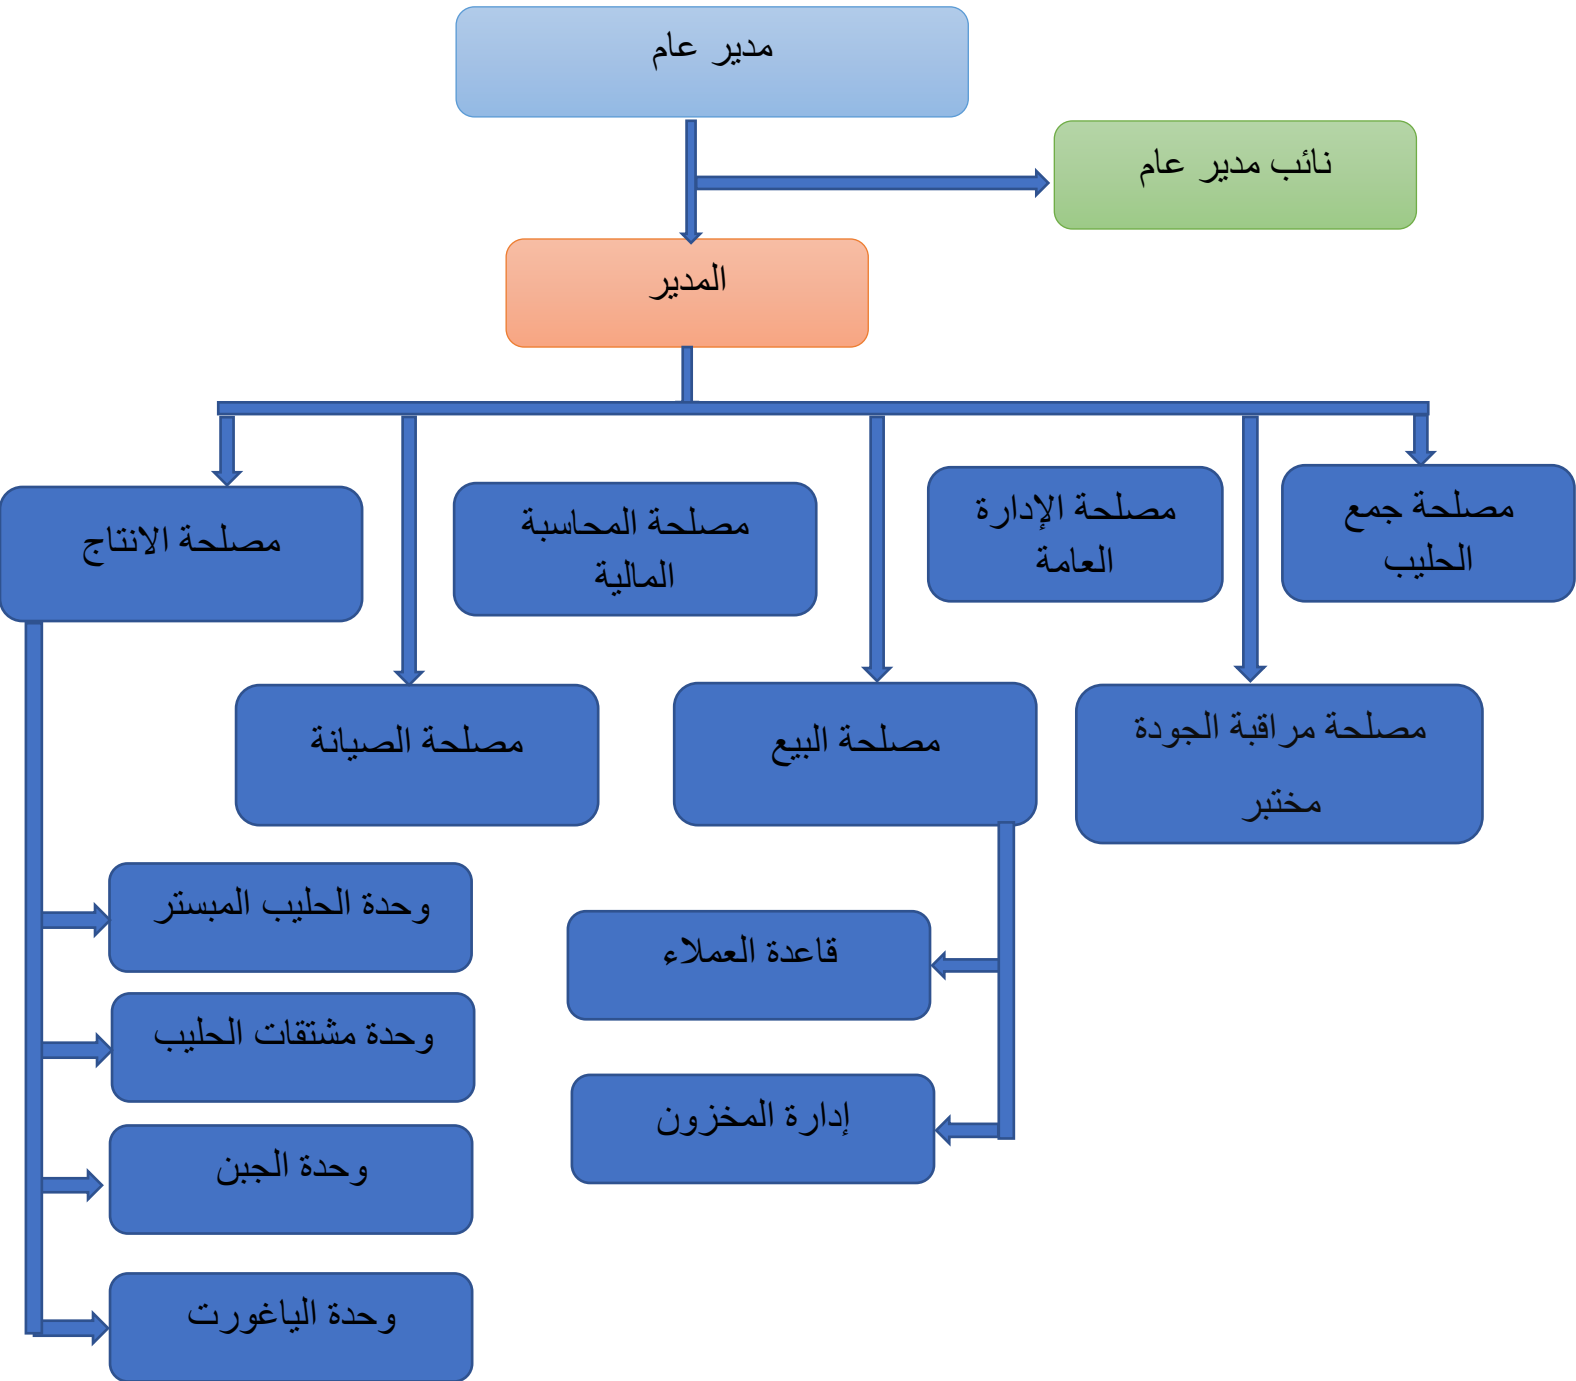 مدير عام
نائب مدير عام
المدير
مصلحة جمع
الحليب
مصلحة الإدارة
العامة
مصلحة المحاسبة
المالية
مصلحة الانتاج
مصلحة مراقبة الجودة
مختبر
مصلحة البيع
مصلحة الصيانة
قاعدة العملاء
إدارة المخزون
وحدة الحليب المبستر
وحدة مشتقات الحليب
وحدة الجبن
وحدة الياغورت